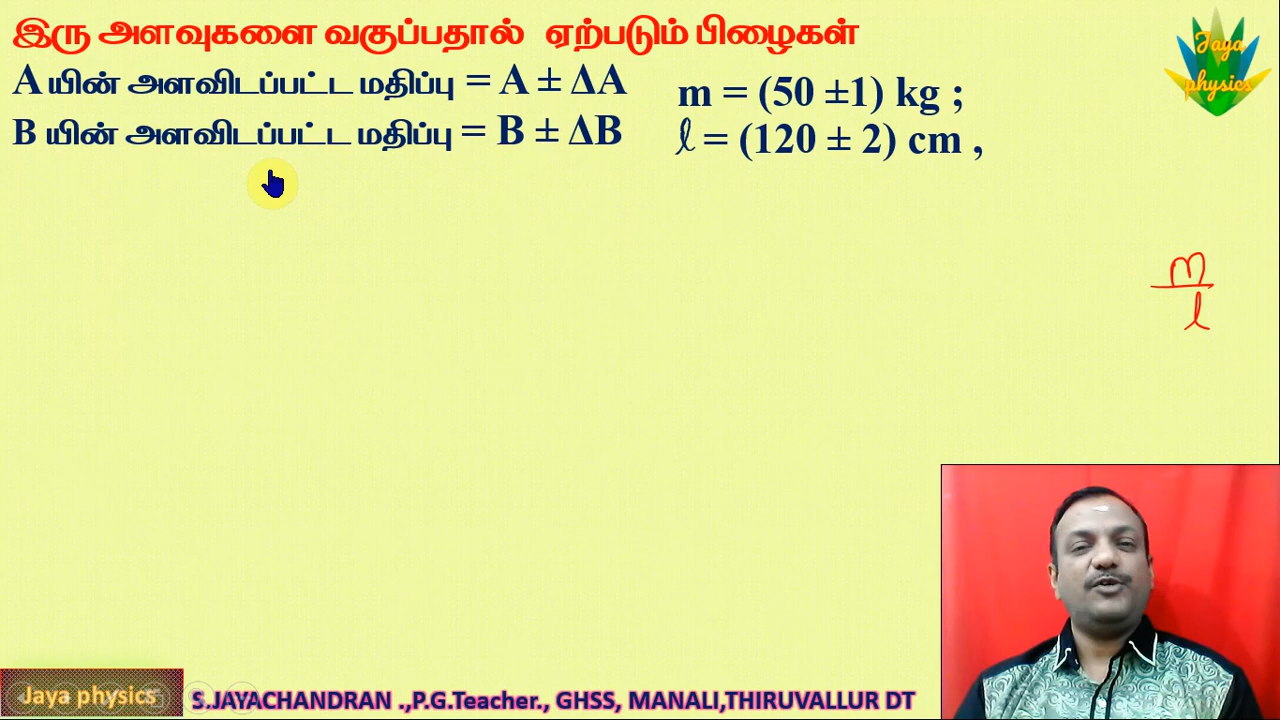 இரு அளவுகளை வகுப்பதால் ஏற்படும் பிழைகள்
A யின் அளவிடப்பட்ட மதிப்பு = A ± ΔA
B யின் அளவிடப்பட்ட மதிப்பு = B ± ΔB
m = (50 ±1) kg ;
ℓ = (120 ± 2) cm ,
Jaya
physics
m
l
Jaya physics
S.JAYACHANDRAN .,P.G.Teacher., GHSS, MANALI,THIRUVALLUR DT